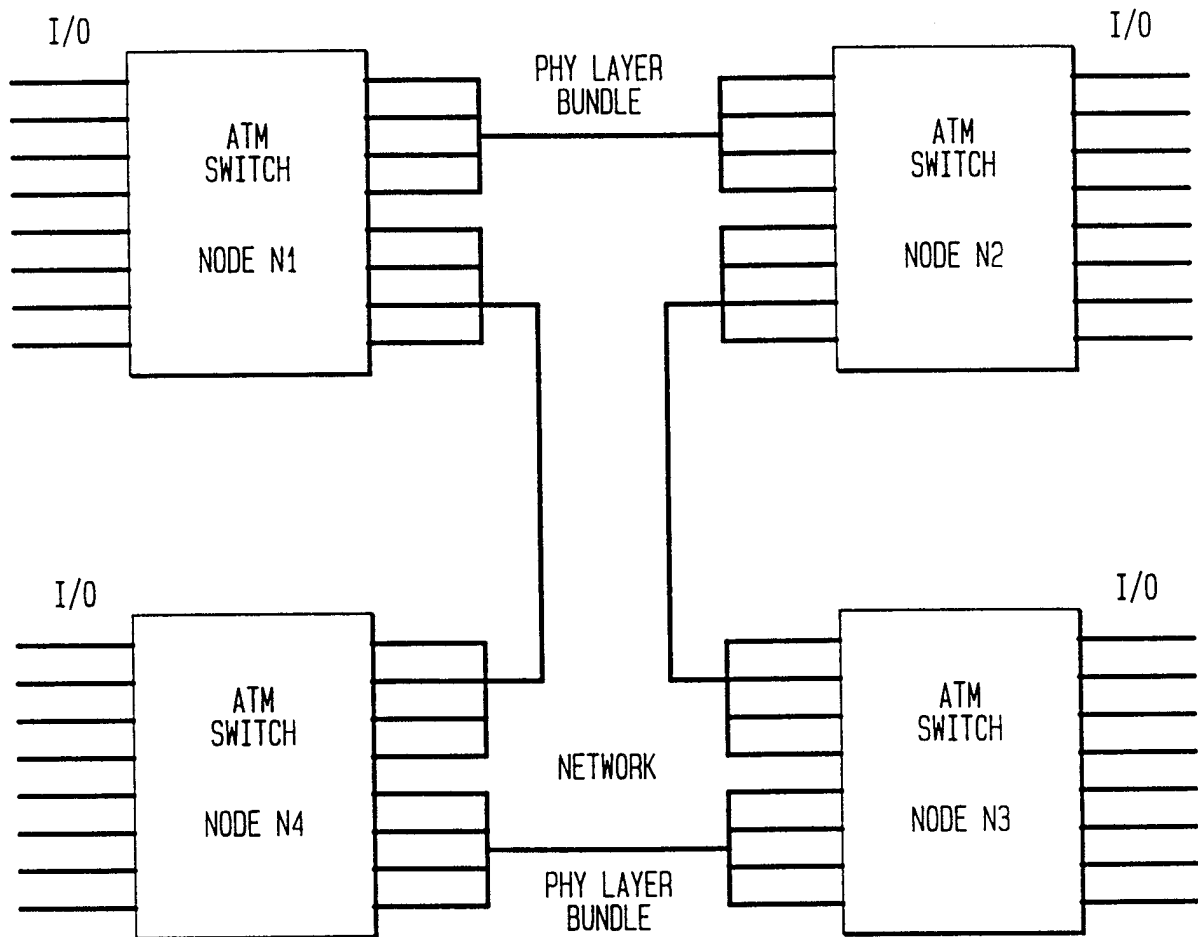 I/O
PHY LAYER
BUNDLE
I/O
ATM
SWITCH
NODE N1
ATM
SWITCH
NODE N2
I/O
I/O
ATM
SWITCH
NODE N4
NETWORK
ATM
SWITCH
NODE N3
PHY LAYER
BUNDLE